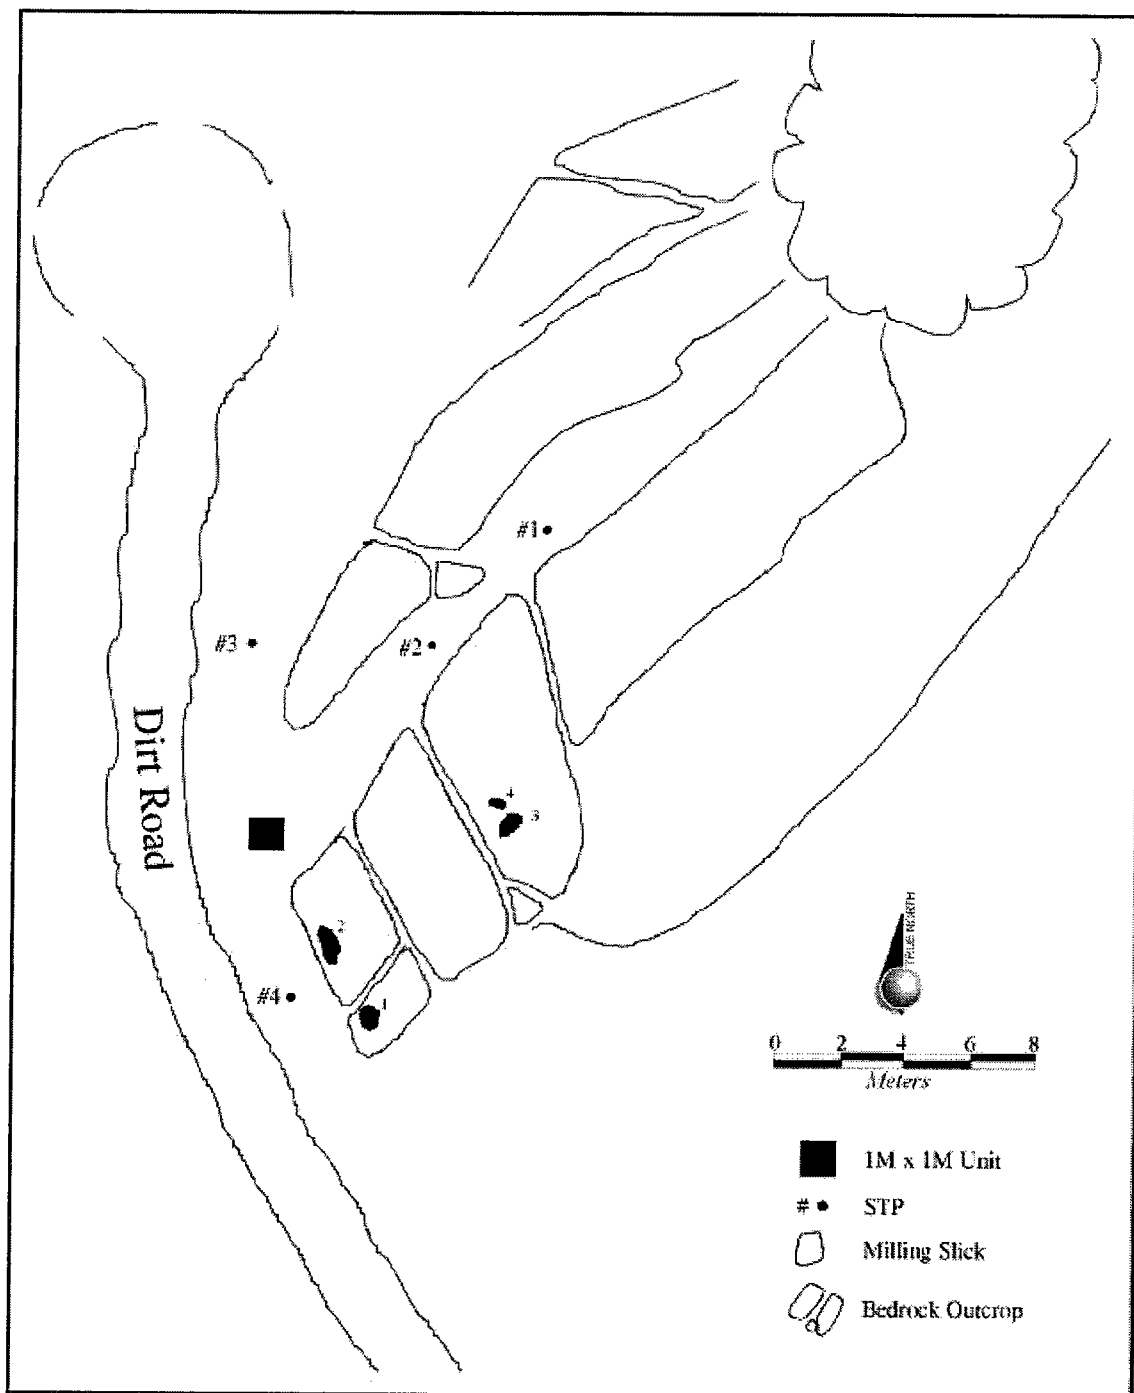 #1
#3
#2
Dirt Road
4
3
2
#4
1
TRUE NORTH
0 2 4 6 8
Meters
1M x 1M Unit
# STP
Milling Slick
Bedrock Outcrop